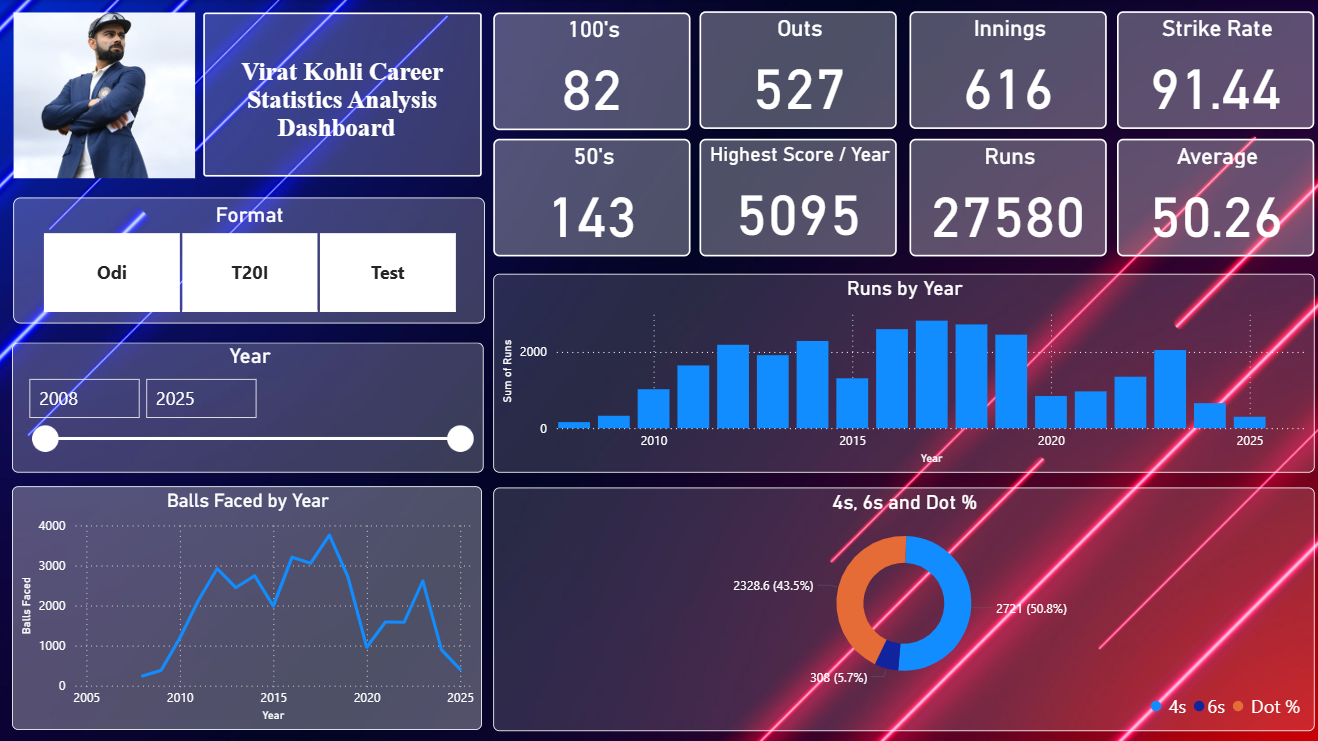 Virat Kohli Career
Statistics Analysis
Dashboard
100's
82
Outs
527
Innings
616
Strike Rate
91.44
50's
143
Highest Score / Year
5095
Runs
27580
Average
50.26
Format
Odi
T20I
Test
Year
2008
2025
Runs by Year
Sum of Runs
2000
0
2010
2015
2020
2025
Year
Balls Faced by Year
Balls Faced
4000
3000
2000
1000
0
2005
2010
2015
2020
2025
Year
4s, 6s and Dot %
2328.6 (43.5%)
2721 (50.8%)
308 (5.7%)
4s
6s
Dot %